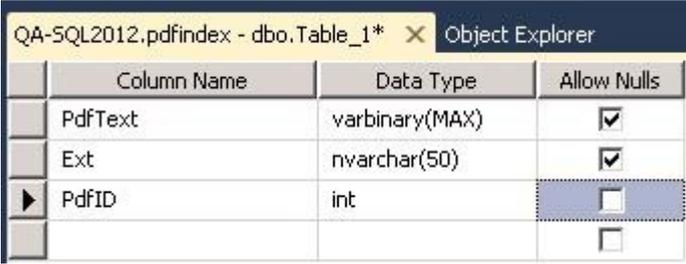 QA-SQL2012.pdfindex - dbo.Table_1* Object Explorer
Column Name Data Type Allow Nulls
PdfText varbinary(MAX)
Ext nvarchar(50)
PdfID int